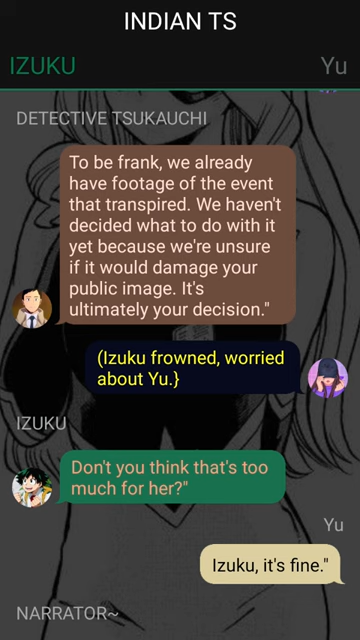 INDIAN TS
IZUKU
Yu
DETECTIVE TSUKAUCHI
To be frank, we already
have footage of the event
that transpired. We haven't
decided what to do with it
yet because we're unsure
if it would damage your
public image. It's
ultimately your decision."
(Izuku frowned, worried
about Yu.}
IZUKU
Don't you think that's too
much for her?"
Yu
Izuku, it's fine."
NARRATOR~